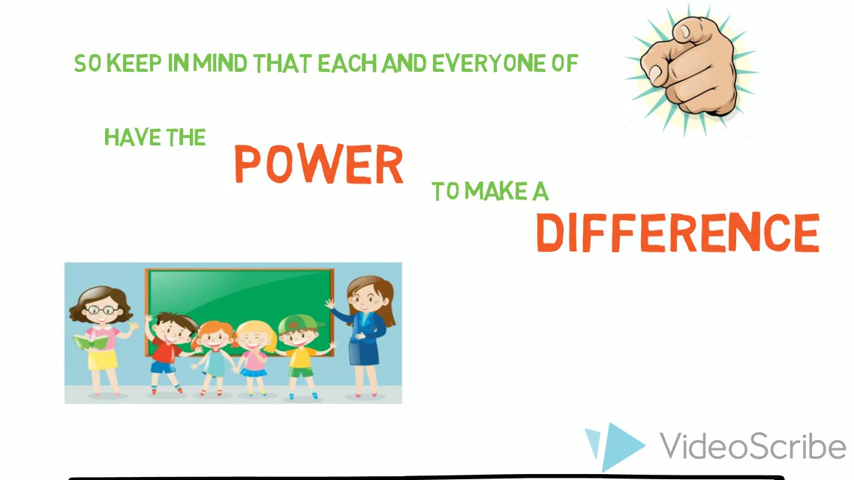 SO KEEP IN MIND THAT EACH AND EVERYONE OF
HAVE THE
POWER
TO MAKE A
DIFFERENCE
VideoScribe